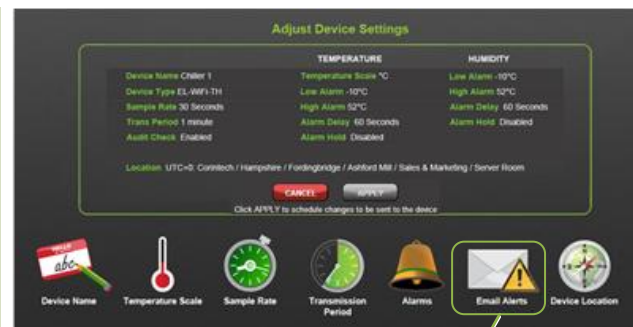 Adjust Device Settings
TEMPERATURE HUMIDITY
Device Name Chiller 1 Temperature Scale °C Low Alarm -10°C
Device Type EL-WiFi-TH Low Alarm -10°C High Alarm 52°C
Sample Rate 30 Seconds High Alarm 52°C Alarm Delay 60 Seconds
Trans Period 1 minute Alarm Delay 60 Seconds Alarm Hold Disabled
Audit Check Enabled Alarm Hold Disabled
Location UTC+0: Corintech / Hampshire / Fordingbridge / Ashford Mill / Sales & Marketing / Server Room
CANCEL APPLY
Click APPLY to schedule changes to be sent to the device
HELLO
abc
Device Name Temperature Scale Sample Rate Transmission Period Alarms Email Alerts Device Location